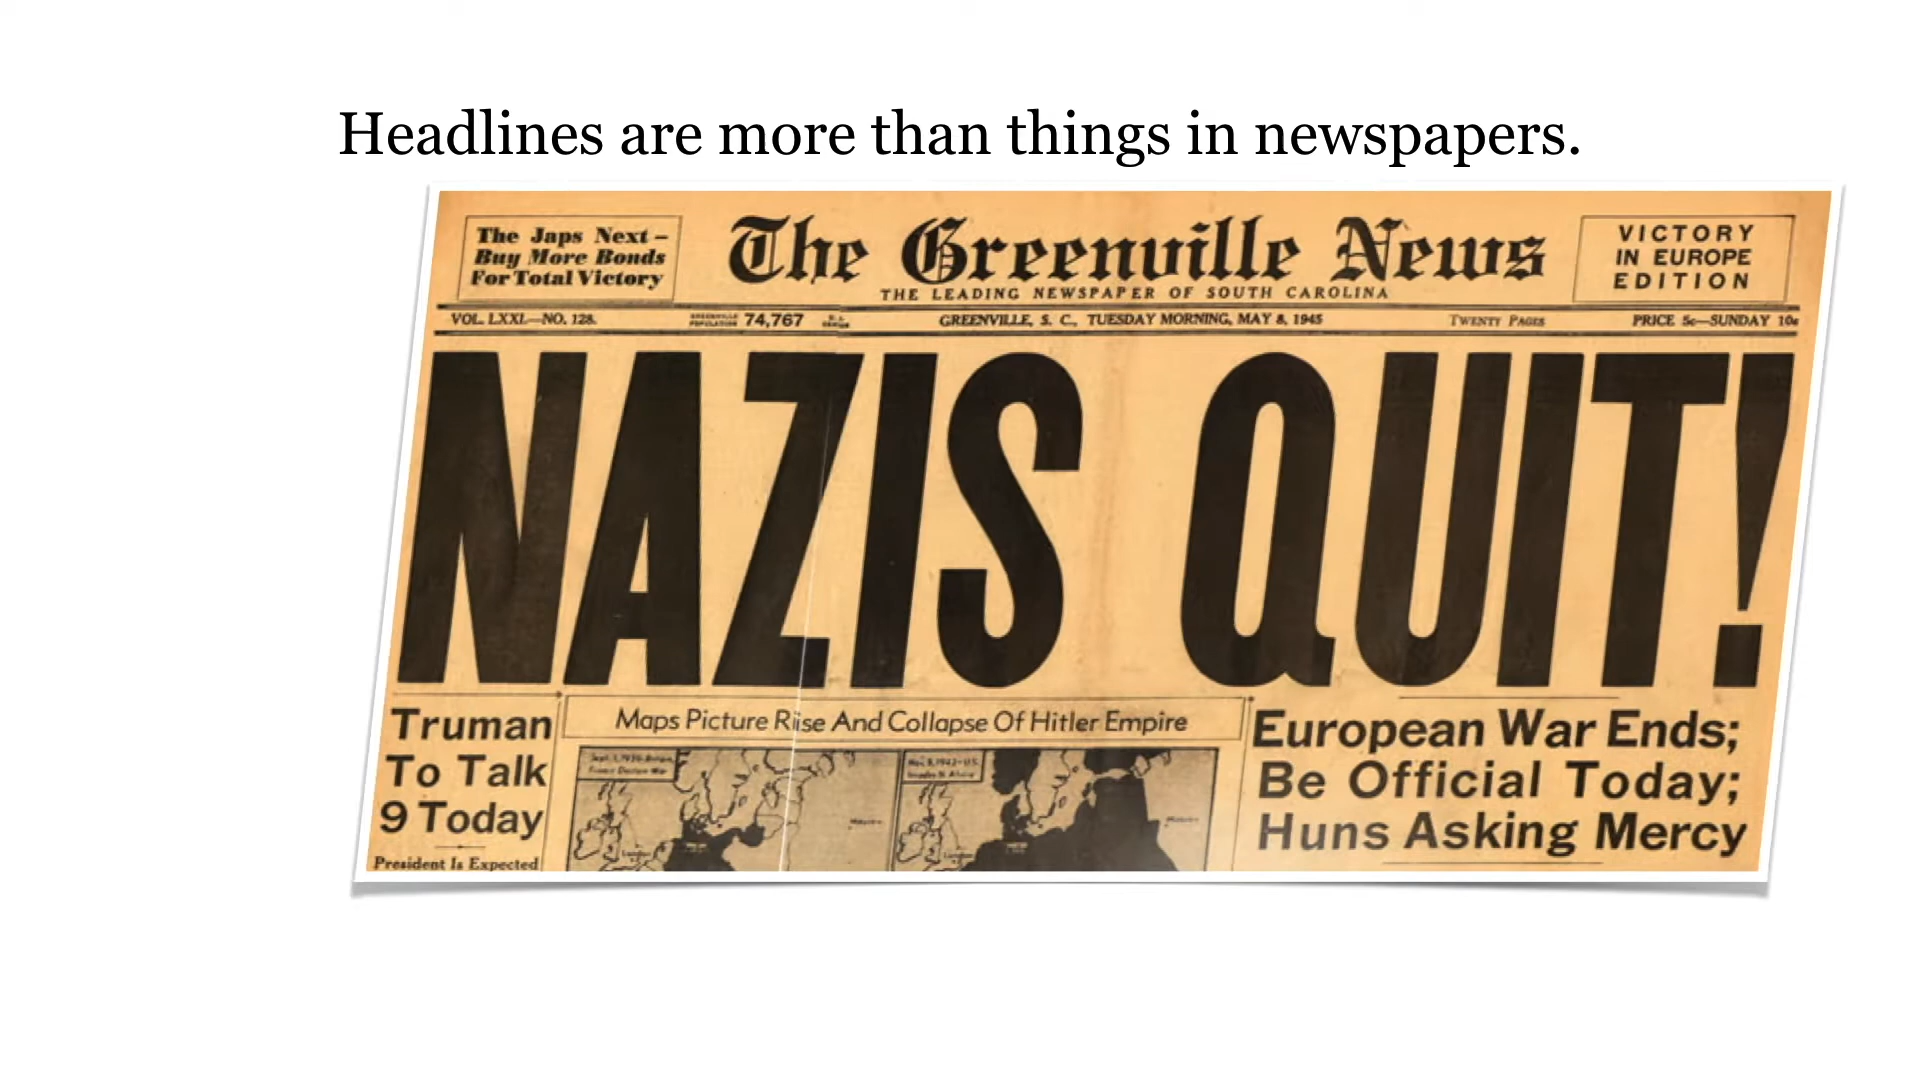 Headlines are more than things in newspapers.
The Japs Next –
Buy More Bonds
For Total Victory
The Greenville News
THE LEADING NEWSPAPER OF SOUTH CAROLINA
VICTORY
IN EUROPE
EDITION
VOL. LXXI.—NO. 128.
GREENVILLE POPULATION 74,767
GREENVILLE, S. C., TUESDAY MORNING, MAY 8, 1945
TWENTY PAGES
PRICE 5c—SUNDAY 10c
NAZIS QUIT!
Truman
To Talk
9 Today
President Is Expected
Maps Picture Rise And Collapse Of Hitler Empire
European War Ends;
Be Official Today;
Huns Asking Mercy